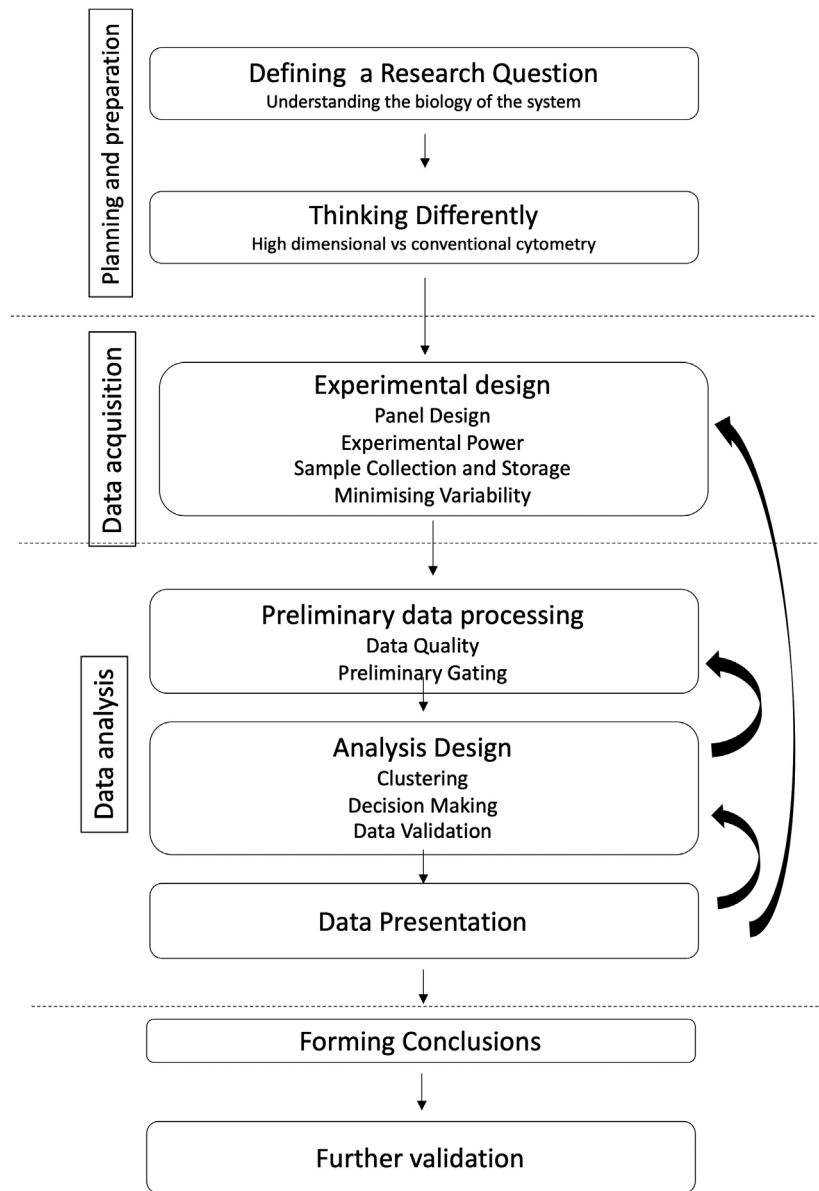 Planning and preparation
Defining  a Research Question
Understanding the biology of the system
Thinking Differently
High dimensional vs conventional cytometry
Data acquisition
Experimental design
Panel Design
Experimental Power
Sample Collection and Storage
Minimising Variability
Data analysis
Preliminary data processing
Data Quality
Preliminary Gating
Analysis Design
Clustering
Decision Making
Data Validation
Data Presentation
Forming Conclusions
Further validation